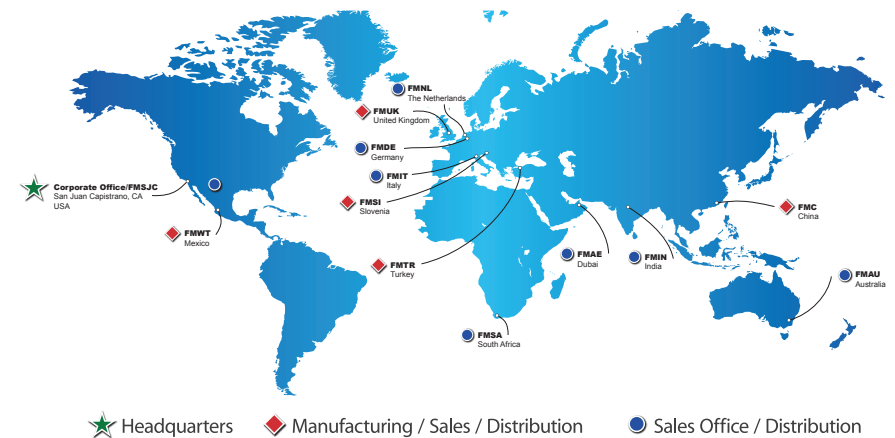 FMNL
The Netherlands
FMUK
United Kingdom
FMDE
Germany
FMIT
Italy
Corporate Office/FMSJC
San Juan Capistrano, CA
USA
FMSI
Slovenia
FMC
China
FMWT
Mexico
FMTR
Turkey
FMAE
Dubai
FMIN
India
FMAU
Australia
FMSA
South Africa
Headquarters
Manufacturing / Sales / Distribution
Sales Office / Distribution